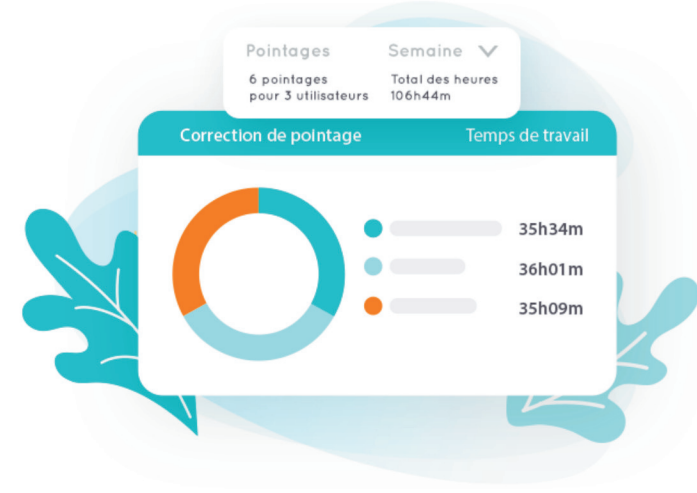 Pointages
Semaine
6 pointages
pour 3 utilisateurs
Total des heures
106h44m
Correction de pointage
Temps de travail
35h34m
36h01m
35h09m